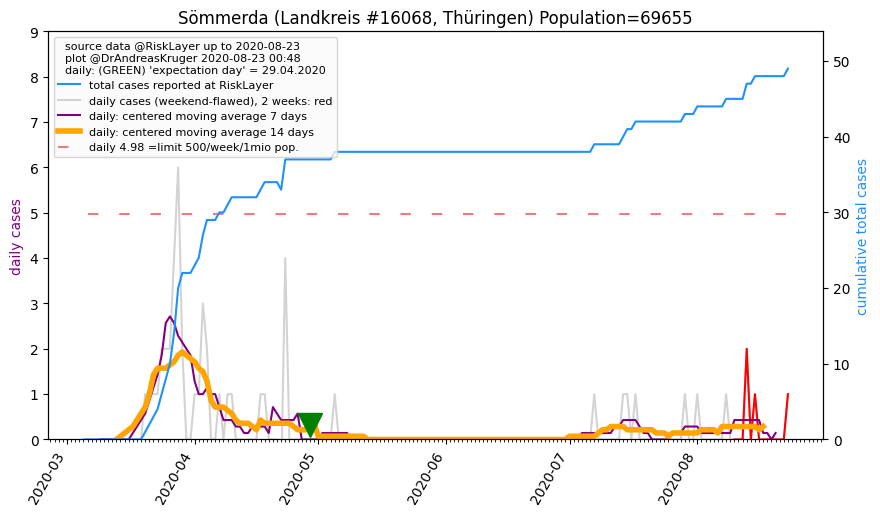 Sömmerda (Landkreis #16068, Thüringen) Population=69655
source data @RiskLayer up to 2020-08-23
plot @DrAndreasKruger 2020-08-23 00:48
daily: (GREEN) 'expectation day' = 29.04.2020
total cases reported at RiskLayer
daily cases (weekend-flawed), 2 weeks: red
daily: centered moving average 7 days
daily: centered moving average 14 days
daily 4.98 =limit 500/week/1mio pop.
daily cases
9
8
7
6
5
4
3
2
1
0
cumulative total cases
50
40
30
20
10
0
2020-03
2020-04
2020-05
2020-06
2020-07
2020-08